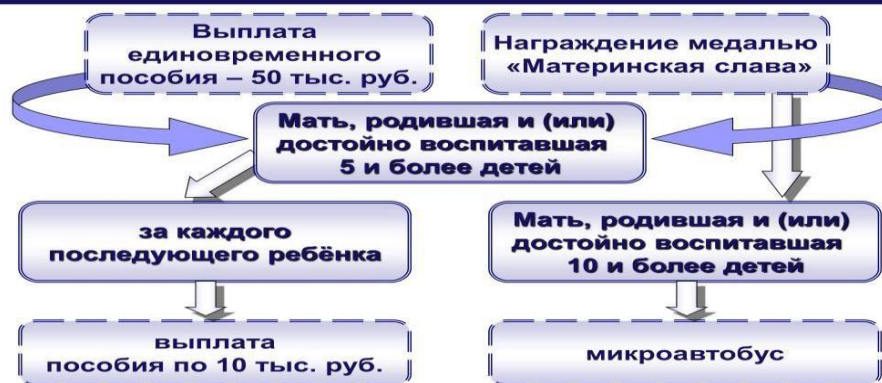 Выплата
единовременного
пособия – 50 тыс. руб.
Награждение медалью
«Материнская слава»
Мать, родившая и (или)
достойно воспитавшая
5 и более детей
за каждого
последующего ребёнка
Мать, родившая и (или)
достойно воспитавшая
10 и более детей
выплата
пособия по 10 тыс. руб.
микроавтобус